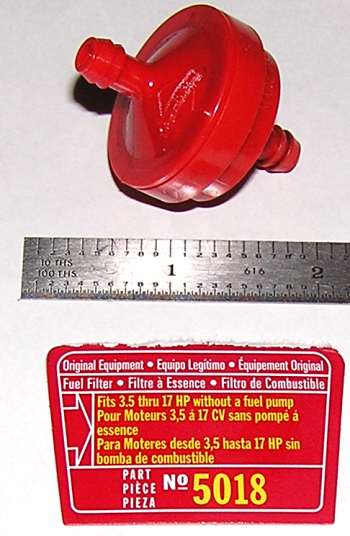 10 THS
100 THS 1 616 2
Original Equipment • Equipo Legítimo • Équipement Original
Fuel Filter • Filtre à Essence • Filtro de Combustible
Fits 3.5 thru 17 HP without a fuel pump
Pour Moteurs 3,5 á 17 CV sans pompé á
essence
Para Moteres desde 3,5 hasta 17 HP sin
bomba de combustible
PART
PIÈCE
PIEZA
Nº 5018